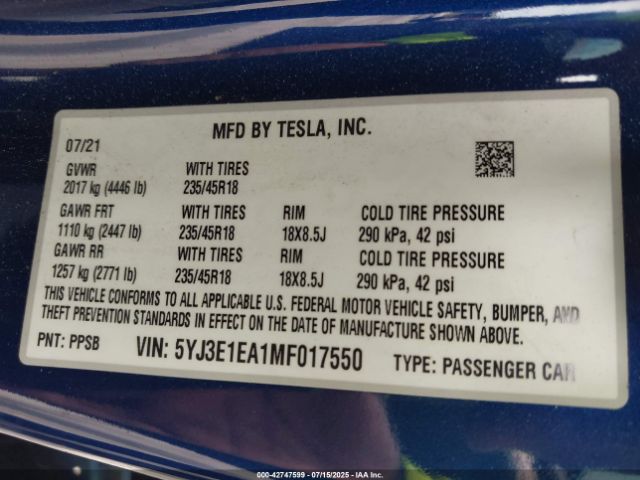 MFD BY TESLA, INC.
07/21
GVWR WITH TIRES
2017 kg (4446 lb) 235/45R18
GAWR FRT WITH TIRES RIM COLD TIRE PRESSURE
1110 kg (2447 lb) 235/45R18 18X8.5J 290 kPa, 42 psi
GAWR RR WITH TIRES RIM COLD TIRE PRESSURE
1257 kg (2771 lb) 235/45R18 18X8.5J 290 kPa, 42 psi
THIS VEHICLE CONFORMS TO ALL APPLICABLE U.S. FEDERAL MOTOR VEHICLE SAFETY, BUMPER, AND
THEFT PREVENTION STANDARDS IN EFFECT ON THE DATE OF MANUFACTURE SHOWN ABOVE.
PNT: PPSB VIN: 5YJ3E1EA1MF017550 TYPE: PASSENGER CAR
000-42747599 | 07/15/2025 | IAA Inc.